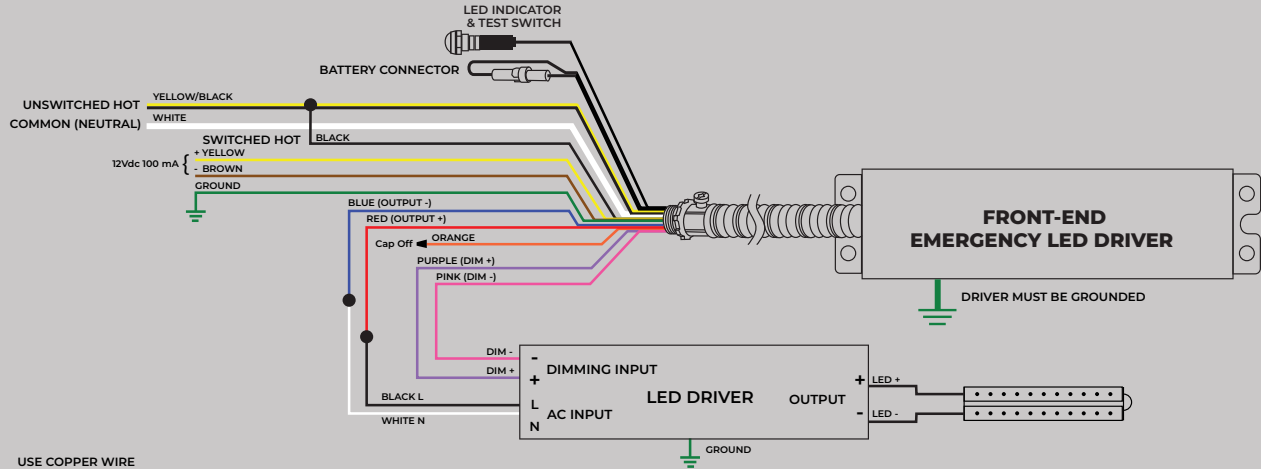 LED INDICATOR
& TEST SWITCH
BATTERY CONNECTOR
UNSWITCHED HOT
YELLOW/BLACK
COMMON (NEUTRAL)
WHITE
SWITCHED HOT
BLACK
12Vdc 100 mA {
+ YELLOW
- BROWN
GROUND
BLUE (OUTPUT -)
RED (OUTPUT +)
Cap Off
ORANGE
PURPLE (DIM +)
PINK (DIM -)
FRONT-END
EMERGENCY LED DRIVER
DRIVER MUST BE GROUNDED
DIM -
-
DIMMING INPUT
DIM +
+
LED DRIVER
BLACK L
L
AC INPUT
WHITE N
N
OUTPUT
+
LED +
-
LED -
GROUND
USE COPPER WIRE